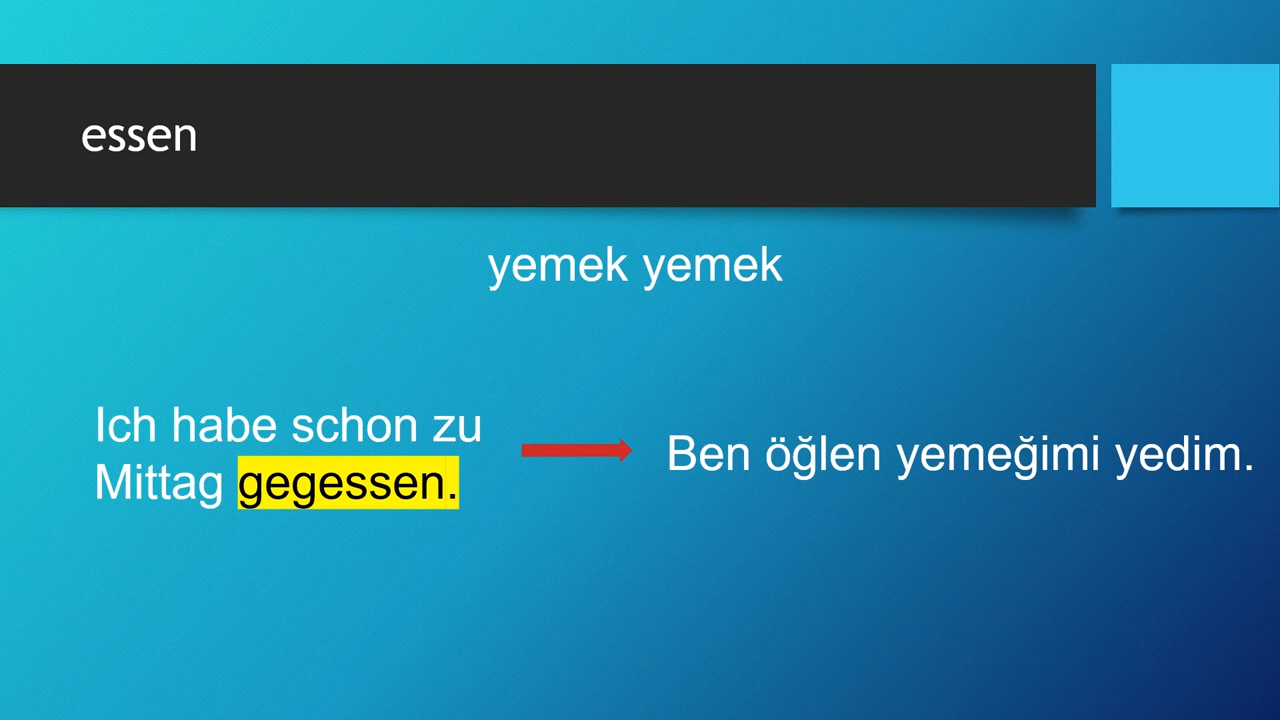 essen
yemek yemek
Ich habe schon zu
Mittag gegessen.
Ben öğlen yemeğimi yedim.